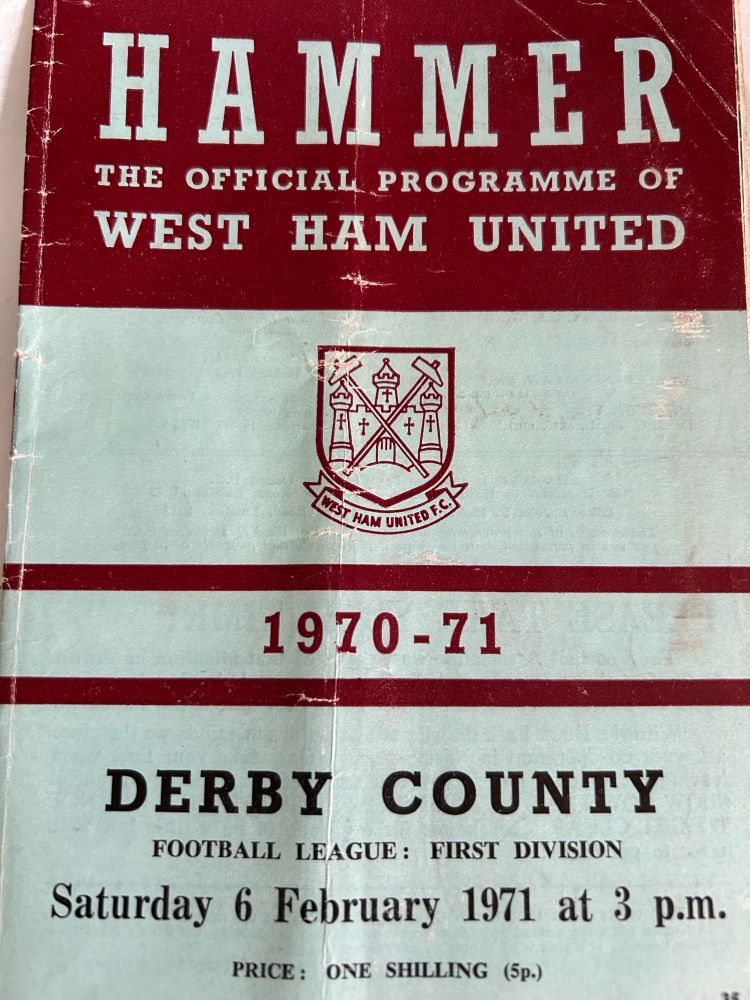 HAMMER
THE OFFICIAL PROGRAMME OF
WEST HAM UNITED
WEST HAM UNITED F.C.
1970-71
DERBY COUNTY
FOOTBALL LEAGUE: FIRST DIVISION
Saturday 6 February 1971 at 3 p.m.
PRICE: ONE SHILLING (5p.)